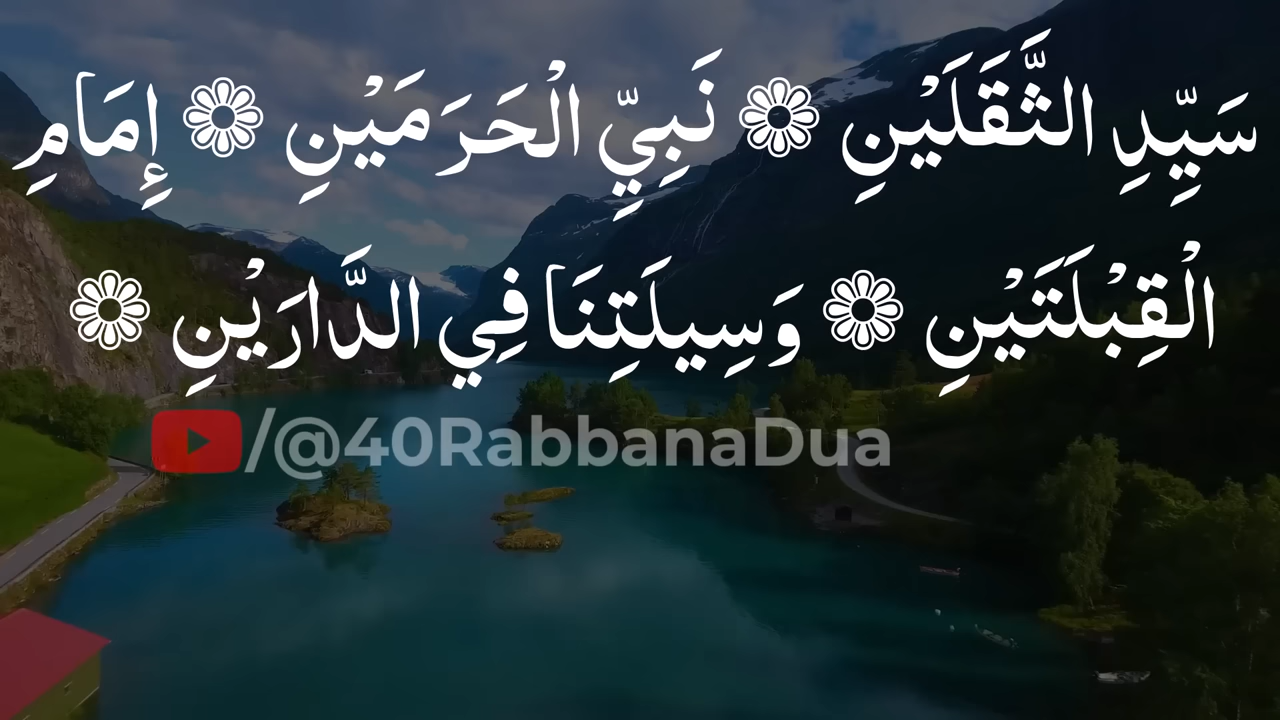 سَيِّدِ الثَّقَلَيْنِ ❁ نَبِيِّ الْحَرَمَيْنِ ❁ إِمَامِ
الْقِبْلَتَيْنِ ❁ وَسِيلَتِنَا فِي الدَّارَيْنِ ❁
/@40RabbanaDua